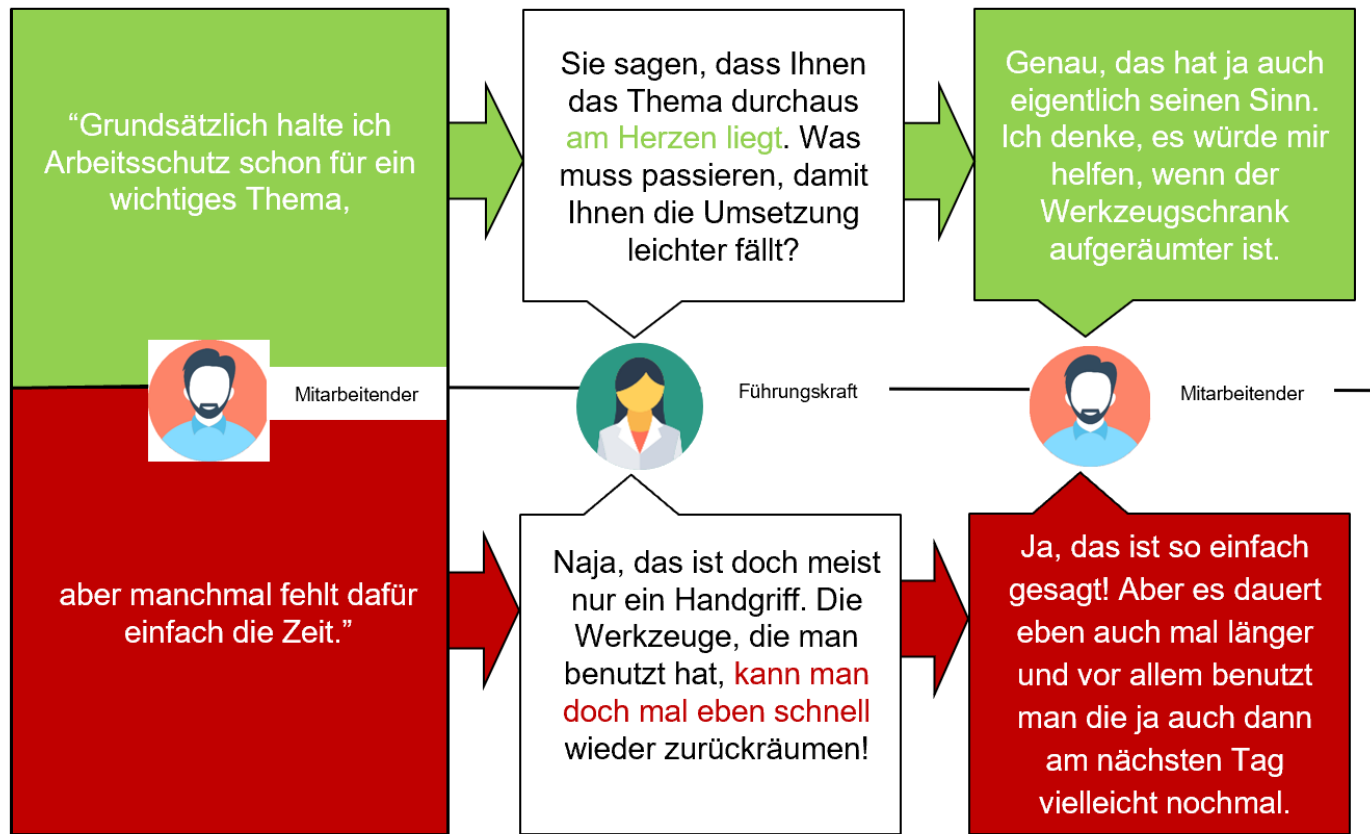 “Grundsätzlich halte ich
Arbeitsschutz schon für ein
wichtiges Thema,
Sie sagen, dass Ihnen
das Thema durchaus
am Herzen liegt. Was
muss passieren, damit
Ihnen die Umsetzung
leichter fällt?
Genau, das hat ja auch
eigentlich seinen Sinn.
Ich denke, es würde mir
helfen, wenn der
Werkzeugschrank
aufgeräumter ist.
Mitarbeitender
Führungskraft
Mitarbeitender
aber manchmal fehlt dafür
einfach die Zeit.”
Naja, das ist doch meist
nur ein Handgriff. Die
Werkzeuge, die man
benutzt hat, kann man
doch mal eben schnell
wieder zurückräumen!
Ja, das ist so einfach
gesagt! Aber es dauert
eben auch mal länger
und vor allem benutzt
man die ja auch dann
am nächsten Tag
vielleicht nochmal.